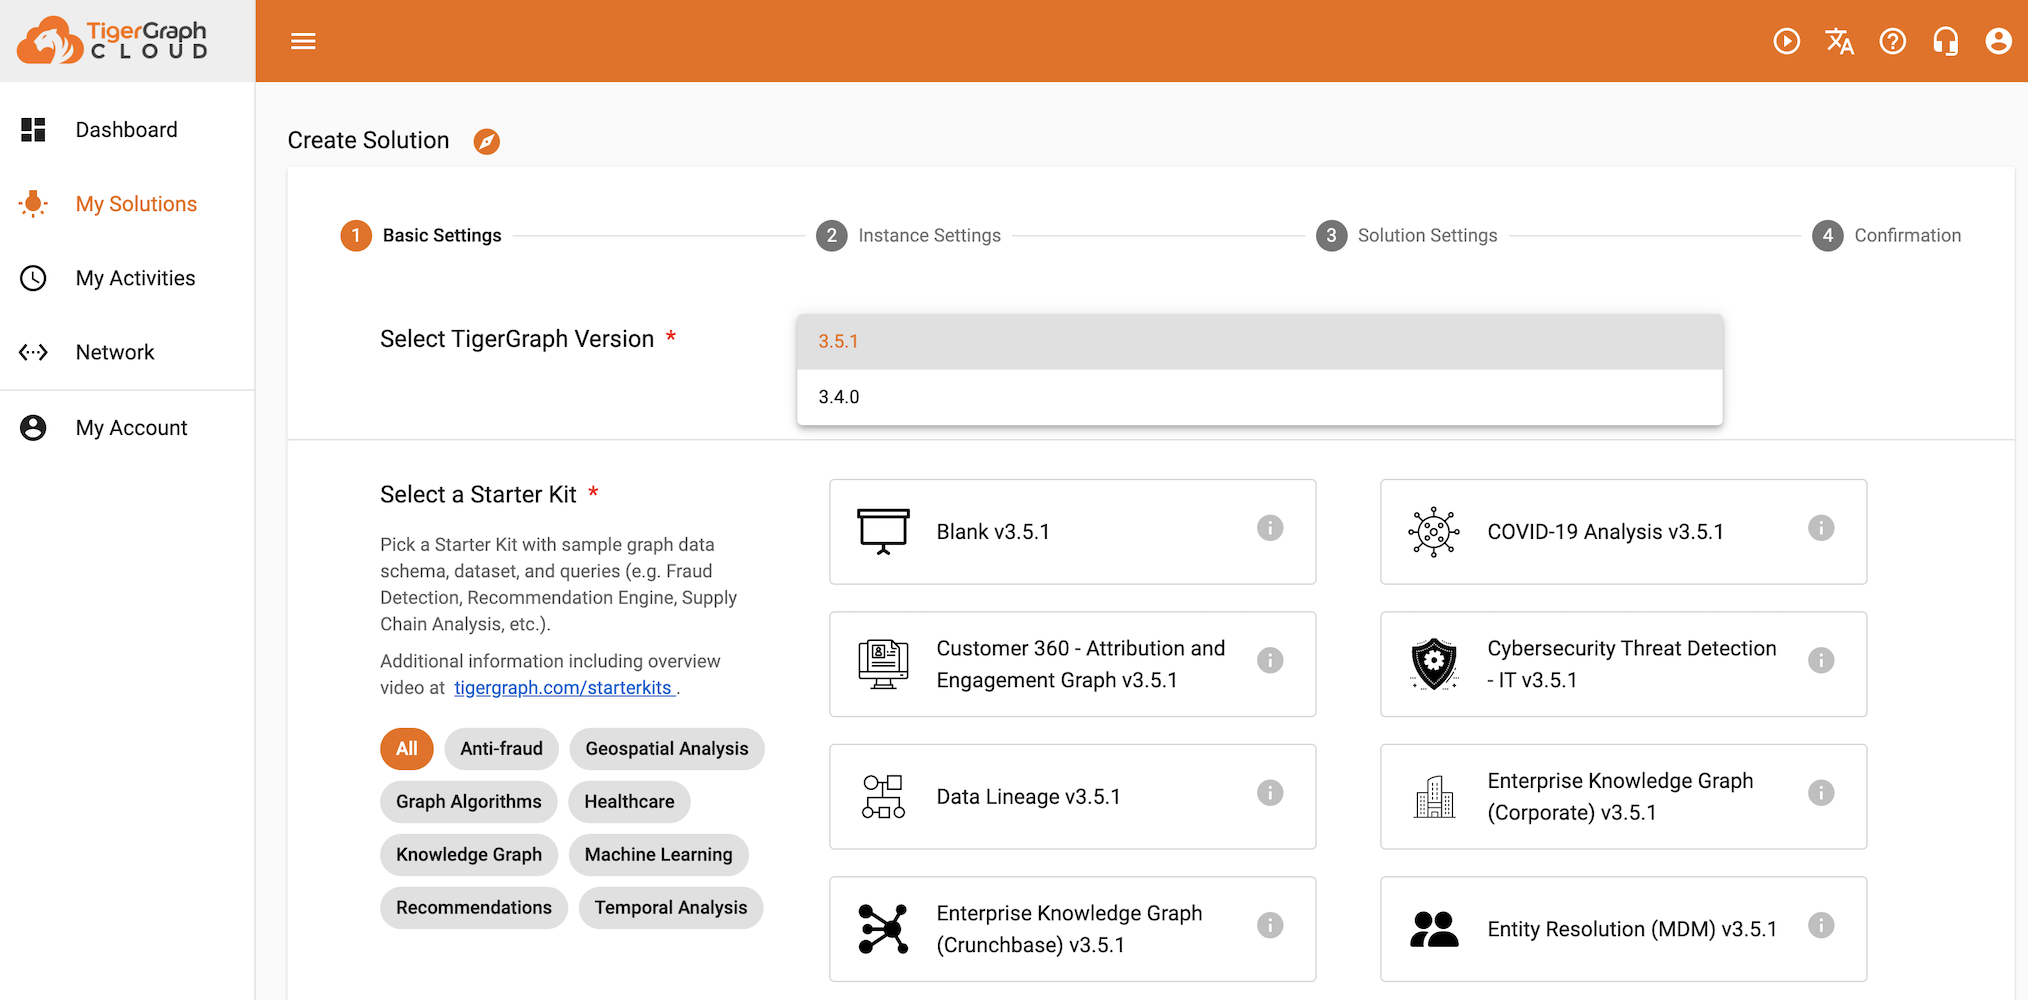 TigerGraph
CLOUD
Dashboard
My Solutions
My Activities
Network
My Account
Create Solution
1 Basic Settings
2 Instance Settings
3 Solution Settings
4 Confirmation
Select TigerGraph Version *
3.5.1
3.4.0
Select a Starter Kit *
Pick a Starter Kit with sample graph data
schema, dataset, and queries (e.g. Fraud
Detection, Recommendation Engine, Supply
Chain Analysis, etc.).
Additional information including overview
video at tigergraph.com/starterkits .
All
Anti-fraud
Geospatial Analysis
Graph Algorithms
Healthcare
Knowledge Graph
Machine Learning
Recommendations
Temporal Analysis
Blank v3.5.1
COVID-19 Analysis v3.5.1
Customer 360 - Attribution and
Engagement Graph v3.5.1
Cybersecurity Threat Detection
- IT v3.5.1
Data Lineage v3.5.1
Enterprise Knowledge Graph
(Corporate) v3.5.1
Enterprise Knowledge Graph
(Crunchbase) v3.5.1
Entity Resolution (MDM) v3.5.1